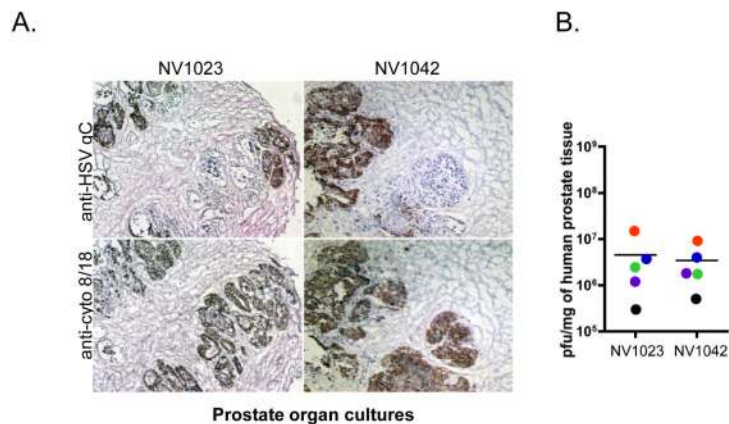 A.
B.
NV1023
NV1042
anti-HSV gC
anti-cyto 8/18
Prostate organ cultures
pfu/mg of human prostate tissue
10⁹
10⁸
10⁷
10⁶
10⁵
NV1023
NV1042